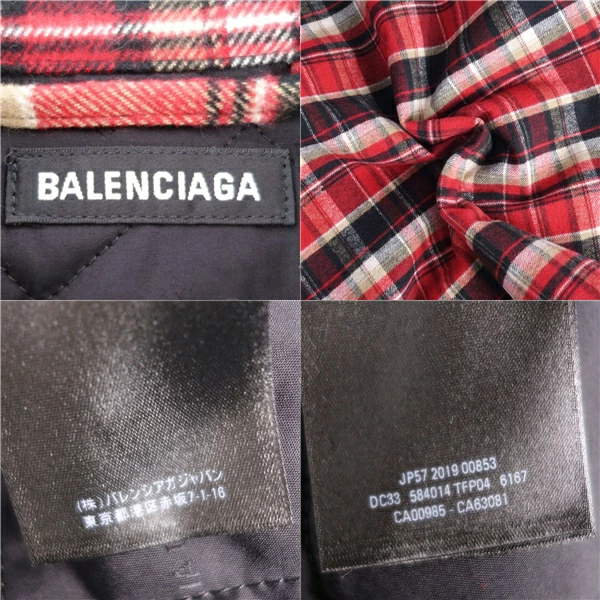 BALENCIAGA
(株)バレンシアガジャパン
東京都港区赤坂7-1-16
JP57 2019 00853
DC33 584014 TFP04 6167
CA00985 - CA63081